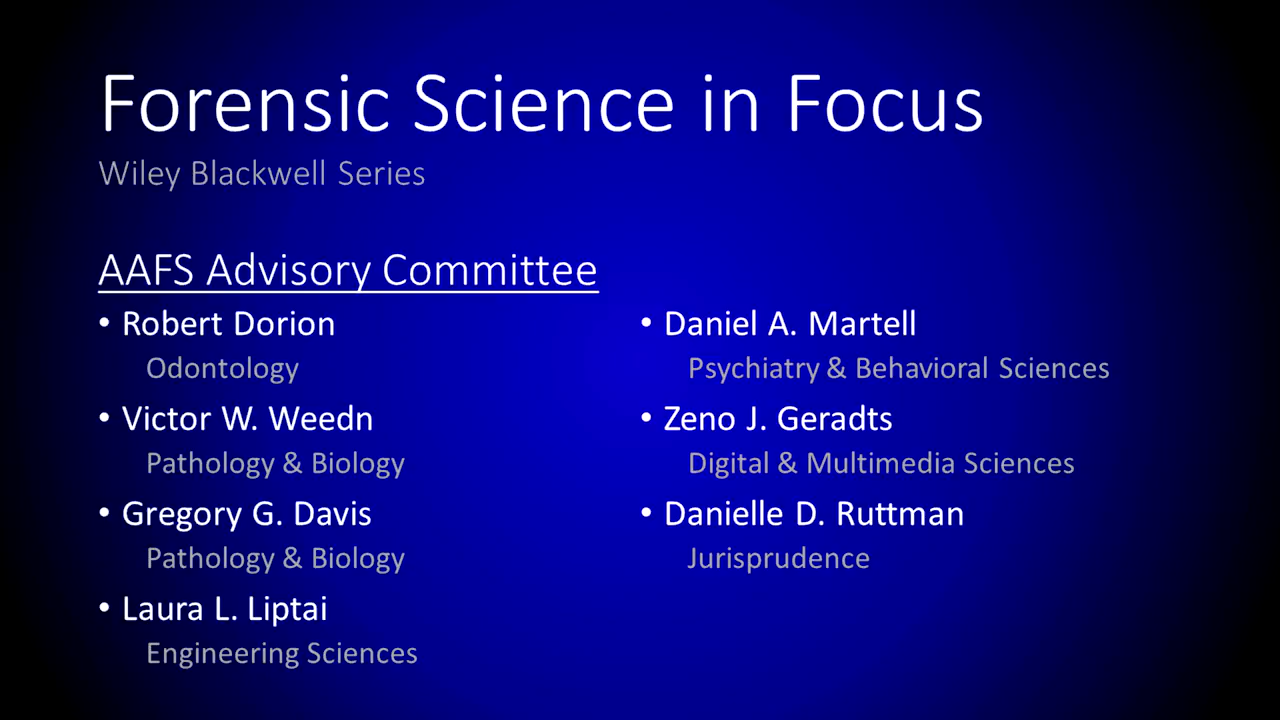 Forensic Science in Focus
Wiley Blackwell Series
AAFS Advisory Committee
• Robert Dorion
Odontology
• Victor W. Weedn
Pathology & Biology
• Gregory G. Davis
Pathology & Biology
• Laura L. Liptai
Engineering Sciences
• Daniel A. Martell
Psychiatry & Behavioral Sciences
• Zeno J. Geradts
Digital & Multimedia Sciences
• Danielle D. Ruttman
Jurisprudence